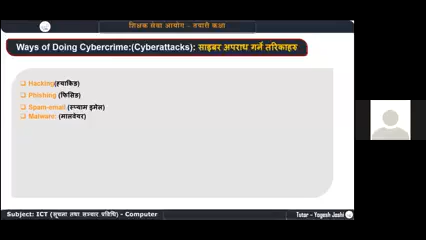 शिक्षक सेवा आयोग – तयारी कक्षा
Ways of Doing Cybercrime:(Cyberattacks): साइबर अपराध गर्ने तरिकाहरु
Hacking(ह्याकिङ)
Phishing (फिसिङ)
Spam-email (स्प्याम इमेल)
Malware: (मालवेयर)
Subject: ICT (सूचना तथा सञ्चार प्रविधि) - Computer
Tutor – Yogesh Joshi